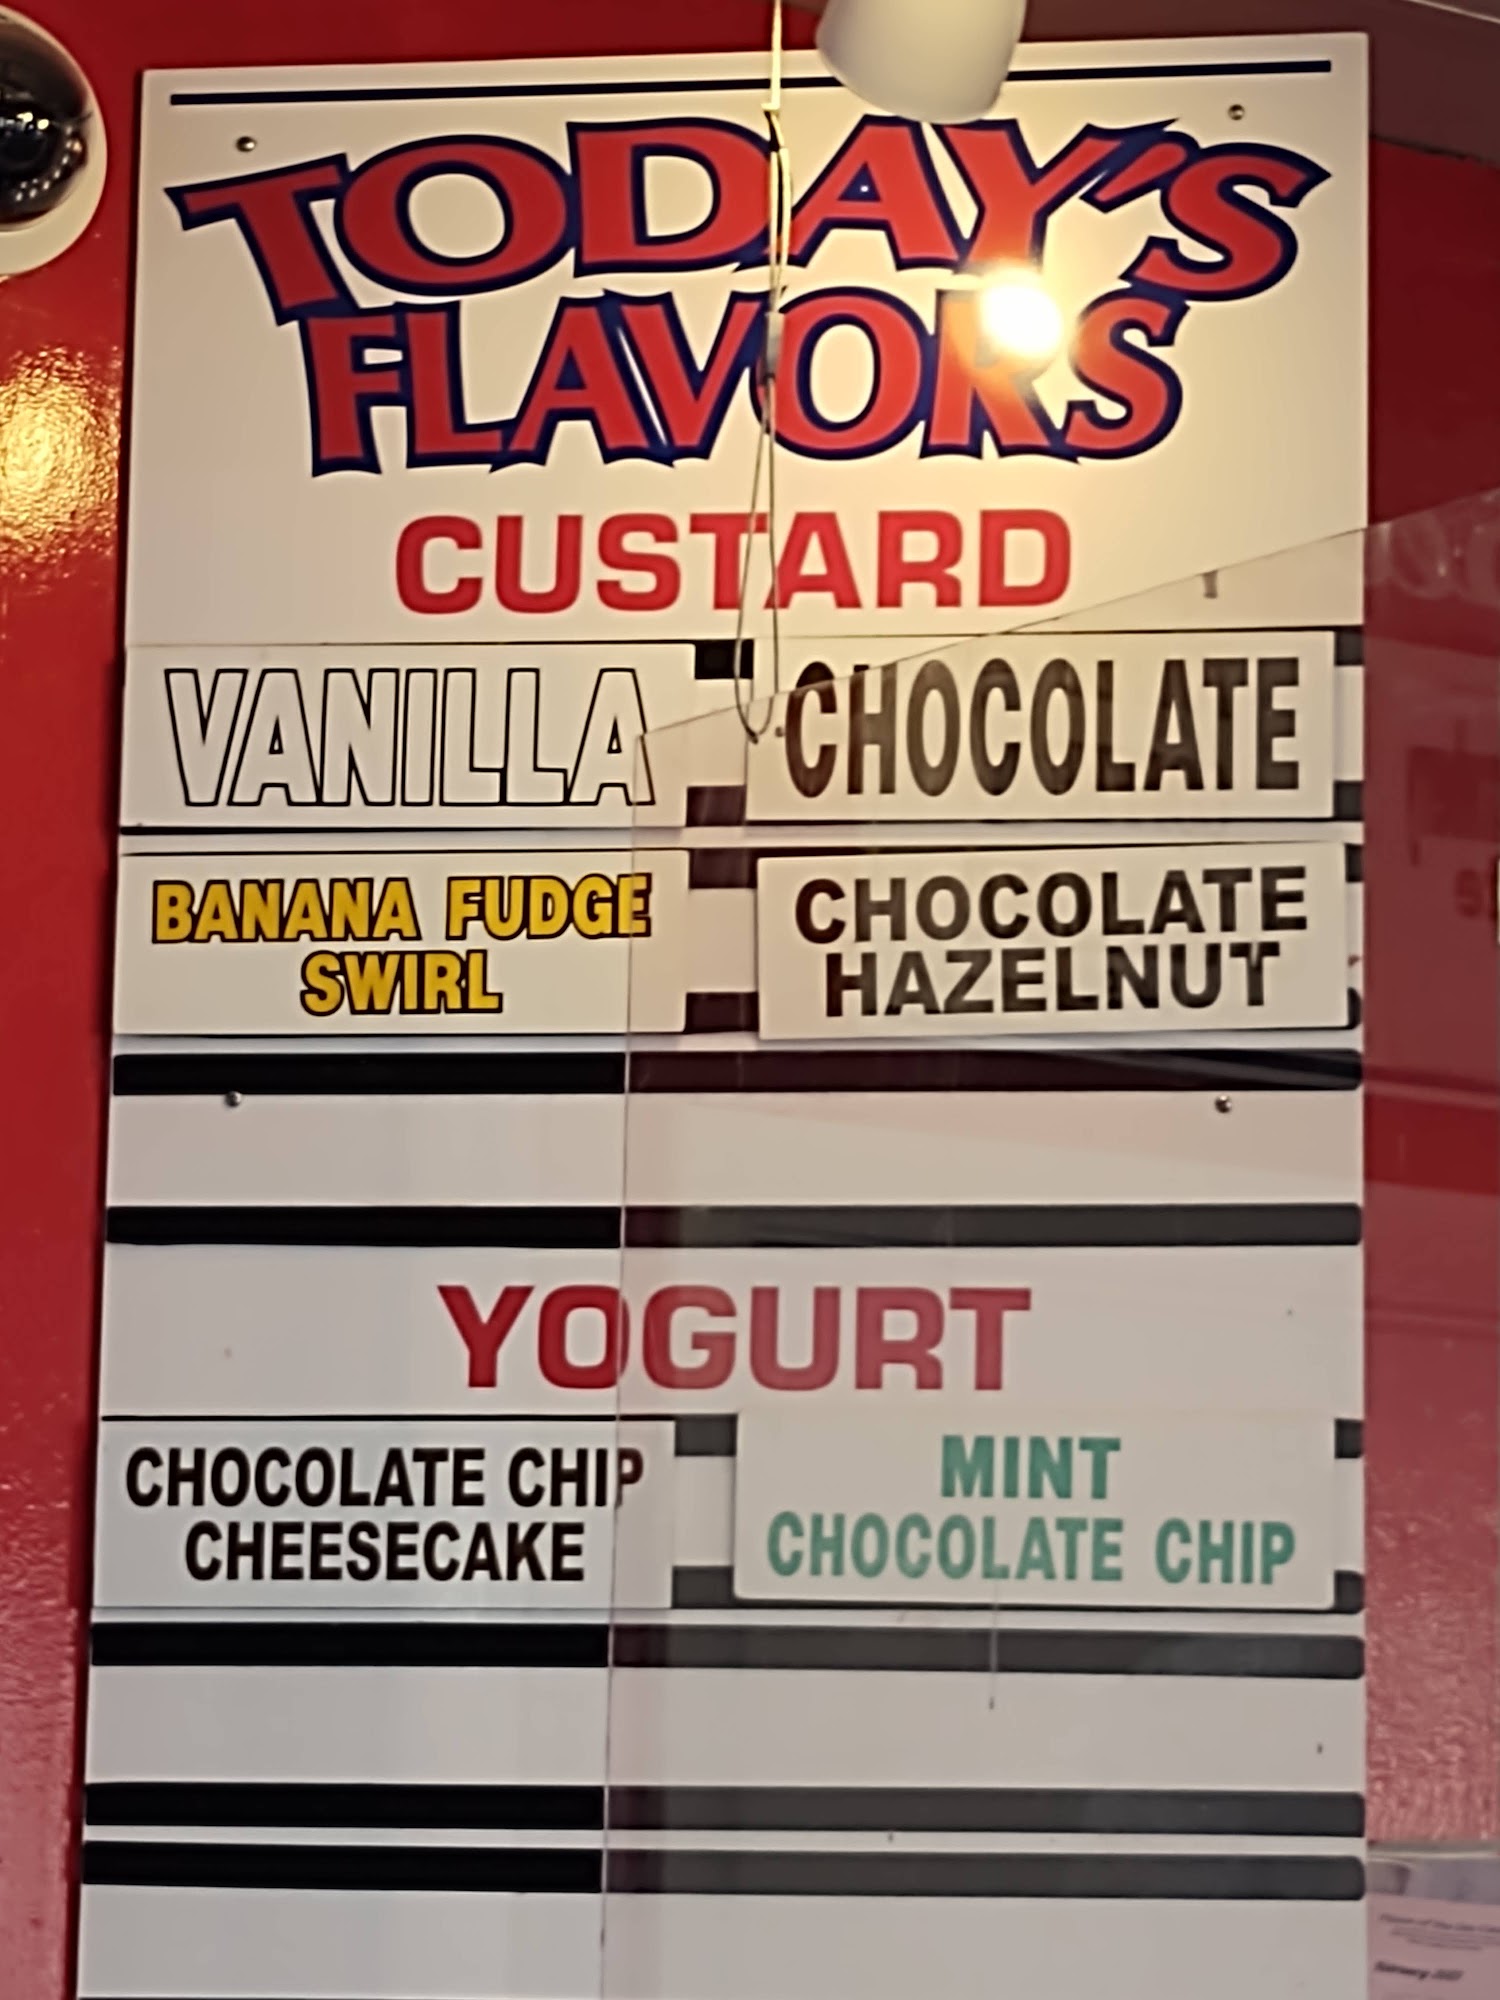 TODAY'S
FLAVORS
CUSTARD
VANILLA
CHOCOLATE
BANANA FUDGE
SWIRL
CHOCOLATE
HAZELNUT
YOGURT
CHOCOLATE CHIP
CHEESECAKE
MINT
CHOCOLATE CHIP